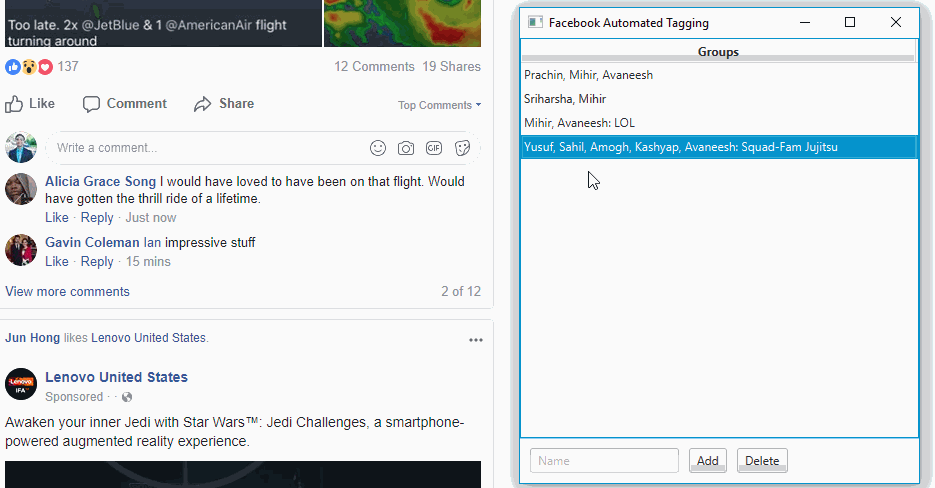 Too late. 2x @JetBlue & 1 @AmericanAir flight
turning around
137
12 Comments 19 Shares
Like Comment Share
Top Comments
Write a comment...
GIF
Alicia Grace Song I would have loved to have been on that flight. Would
have gotten the thrill ride of a lifetime.
Like · Reply · Just now
Gavin Coleman Ian impressive stuff
Like · Reply · 15 mins
View more comments
2 of 12
Jun Hong likes Lenovo United States.
Lenovo
IFA
Lenovo United States
Sponsored · ·
Awaken your inner Jedi with Star Wars™: Jedi Challenges, a smartphone-
powered augmented reality experience.
Facebook Automated Tagging
Groups
Prachin, Mihir, Avaneesh
Sriharsha, Mihir
Mihir, Avaneesh: LOL
Yusuf, Sahil, Amogh, Kashyap, Avaneesh: Squad-Fam Jujitsu
Name
Add
Delete